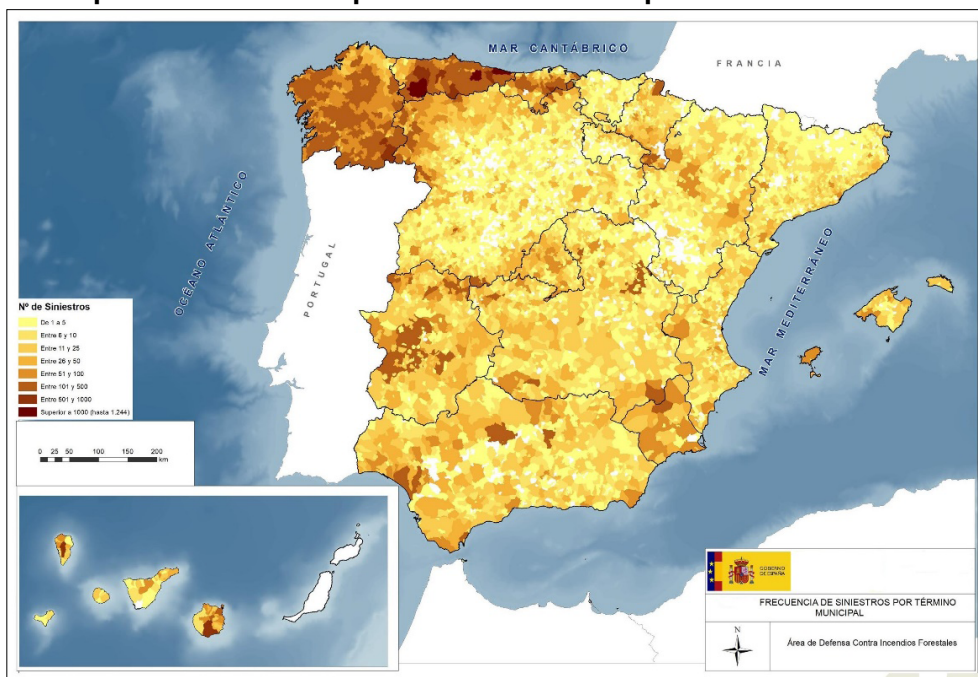 MAR CANTÁBRICO
FRANCIA
OCÉANO ATLÁNTICO
PORTUGAL
MAR MEDITERRÁNEO
Nº de Siniestros
De 1 a 5
Entre 6 y 10
Entre 11 y 25
Entre 26 y 50
Entre 51 y 100
Entre 101 y 500
Entre 501 y 1000
Superior a 1000 (hasta 1.244)
0 25 50 100 150 200
km
GOBIERNO
DE ESPAÑA
FRECUENCIA DE SINIESTROS POR TÉRMINO
MUNICIPAL
Área de Defensa Contra Incendios Forestales